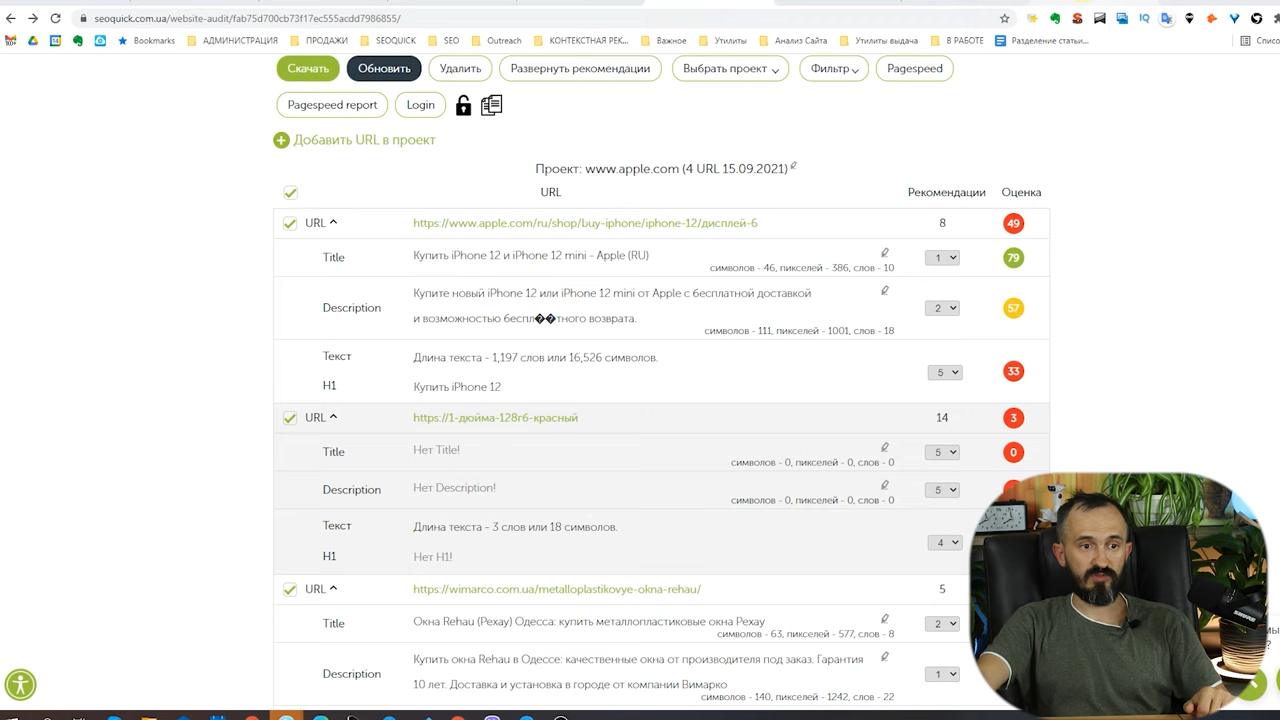 seoquick.com.ua/website-audit/fab75d700cb73f17ec555acdd7986855/
Bookmarks АДМИНИСТРАЦИЯ ПРОДАЖИ SEOQUICK SEO Outreach КОНТЕКСТНАЯ РЕК... Важное Утилиты Анализ Сайта Утилиты выдача В РАБОТЕ Разделение статьи...
Скачать Обновить Удалить Развернуть рекомендации Выбрать проект Фильтр Pagespeed
Pagespeed report Login
Добавить URL в проект
Проект: www.apple.com (4 URL 15.09.2021)
URL Рекомендации Оценка
URL https://www.apple.com/ru/shop/buy-iphone/iphone-12/дисплей-6 8 49
Title Купить iPhone 12 и iPhone 12 mini - Apple (RU) 1 79
символов - 46, пикселей - 386, слов - 10
Купите новый iPhone 12 или iPhone 12 mini от Apple с бесплатной доставкой
Description 2 57
и возможностью беспл��тного возврата.
символов - 111, пикселей - 1001, слов - 18
Текст Длина текста - 1,197 слов или 16,526 символов.
5 33
H1 Купить iPhone 12
URL https://1-дюйма-128гб-красный 14 3
Title Нет Title! 5 0
символов - 0, пикселей - 0, слов - 0
Description Нет Description! 5
символов - 0, пикселей - 0, слов - 0
Текст Длина текста - 3 слов или 18 символов.
4
H1 Нет H1!
URL https://wimarco.com.ua/metalloplastikovye-okna-rehau/ 5
Title Окна Rehau (Рехау) Одесса: купить металлопластиковые окна Рехау 2
символов - 63, пикселей - 577, слов - 8
Купить окна Rehau в Одессе: качественные окна от производителя под заказ. Гарантия
Description 1
10 лет. Доставка и установка в городе от компании Вимарко
символов - 140, пикселей - 1242, слов - 22